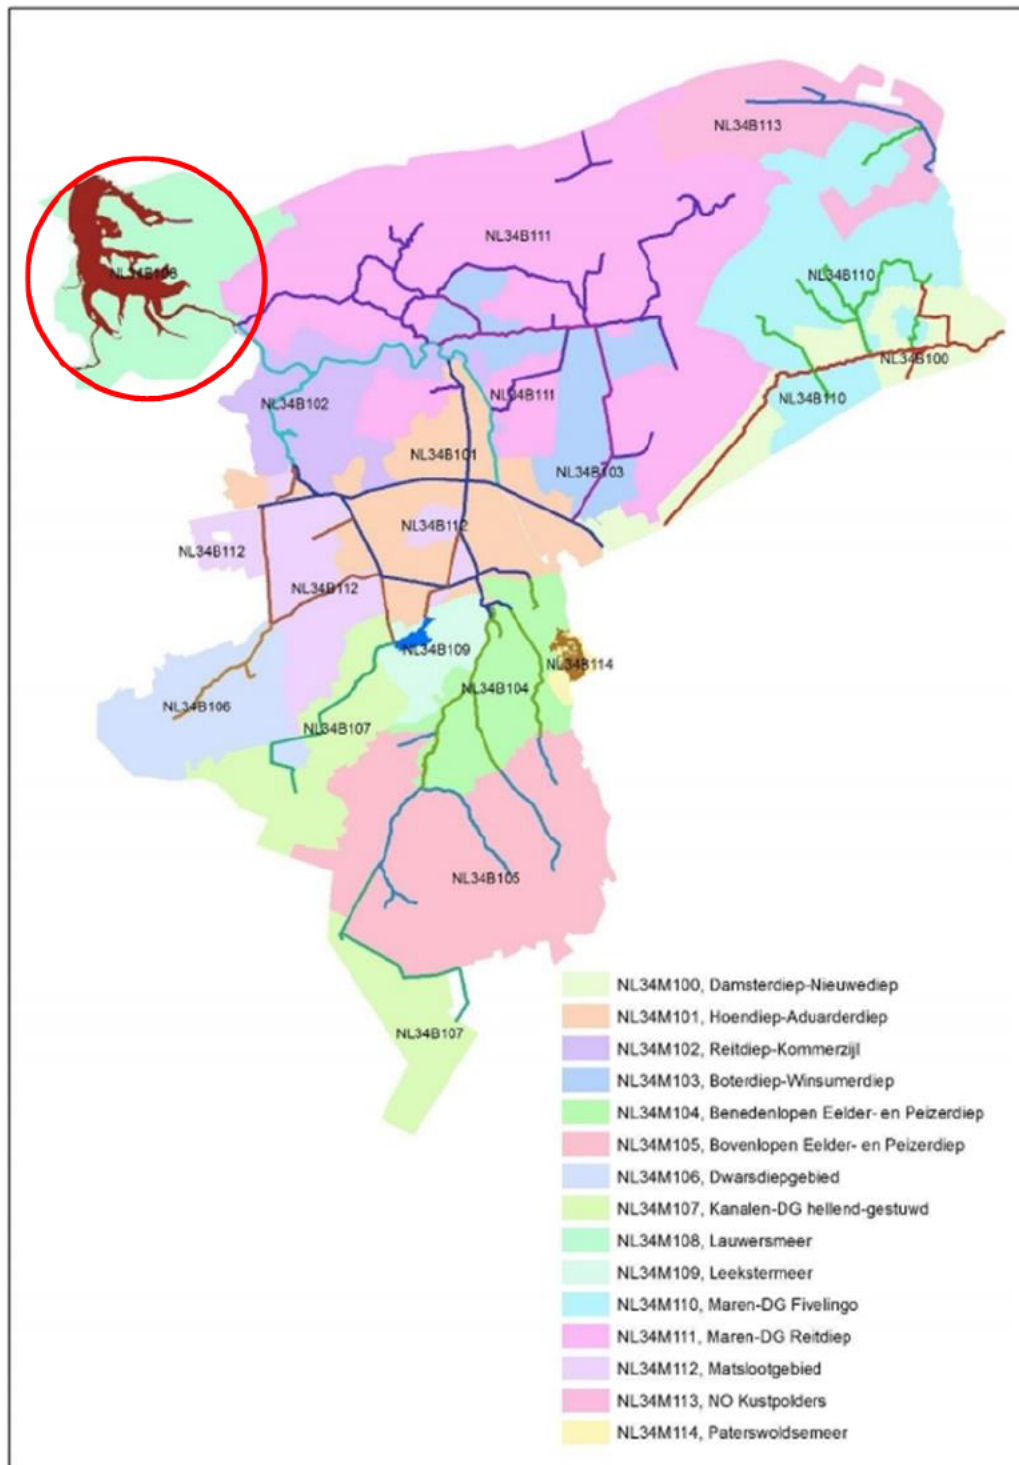 NL34B113
NL34B111
NL34B108
NL34B110
NL34B100
NL34B102
NL34B111
NL34B110
NL34B101
NL34B103
NL34B112
NL34B112
NL34B112
NL34B109
NL34B114
NL34B104
NL34B106
NL34B107
NL34B105
NL34B107
NL34M100, Damsterdiep-Nieuwediep
NL34M101, Hoendiep-Aduarderdiep
NL34M102, Reitdiep-Kommerzijl
NL34M103, Boterdiep-Winsumerdiep
NL34M104, Benedenlopen Eelder- en Peizerdiep
NL34M105, Bovenlopen Eelder- en Peizerdiep
NL34M106, Dwarsdiepgebied
NL34M107, Kanalen-DG hellend-gestuwd
NL34M108, Lauwersmeer
NL34M109, Leekstermeer
NL34M110, Maren-DG Fivelingo
NL34M111, Maren-DG Reitdiep
NL34M112, Matslootgebied
NL34M113, NO Kustpolders
NL34M114, Paterswoldsemeer